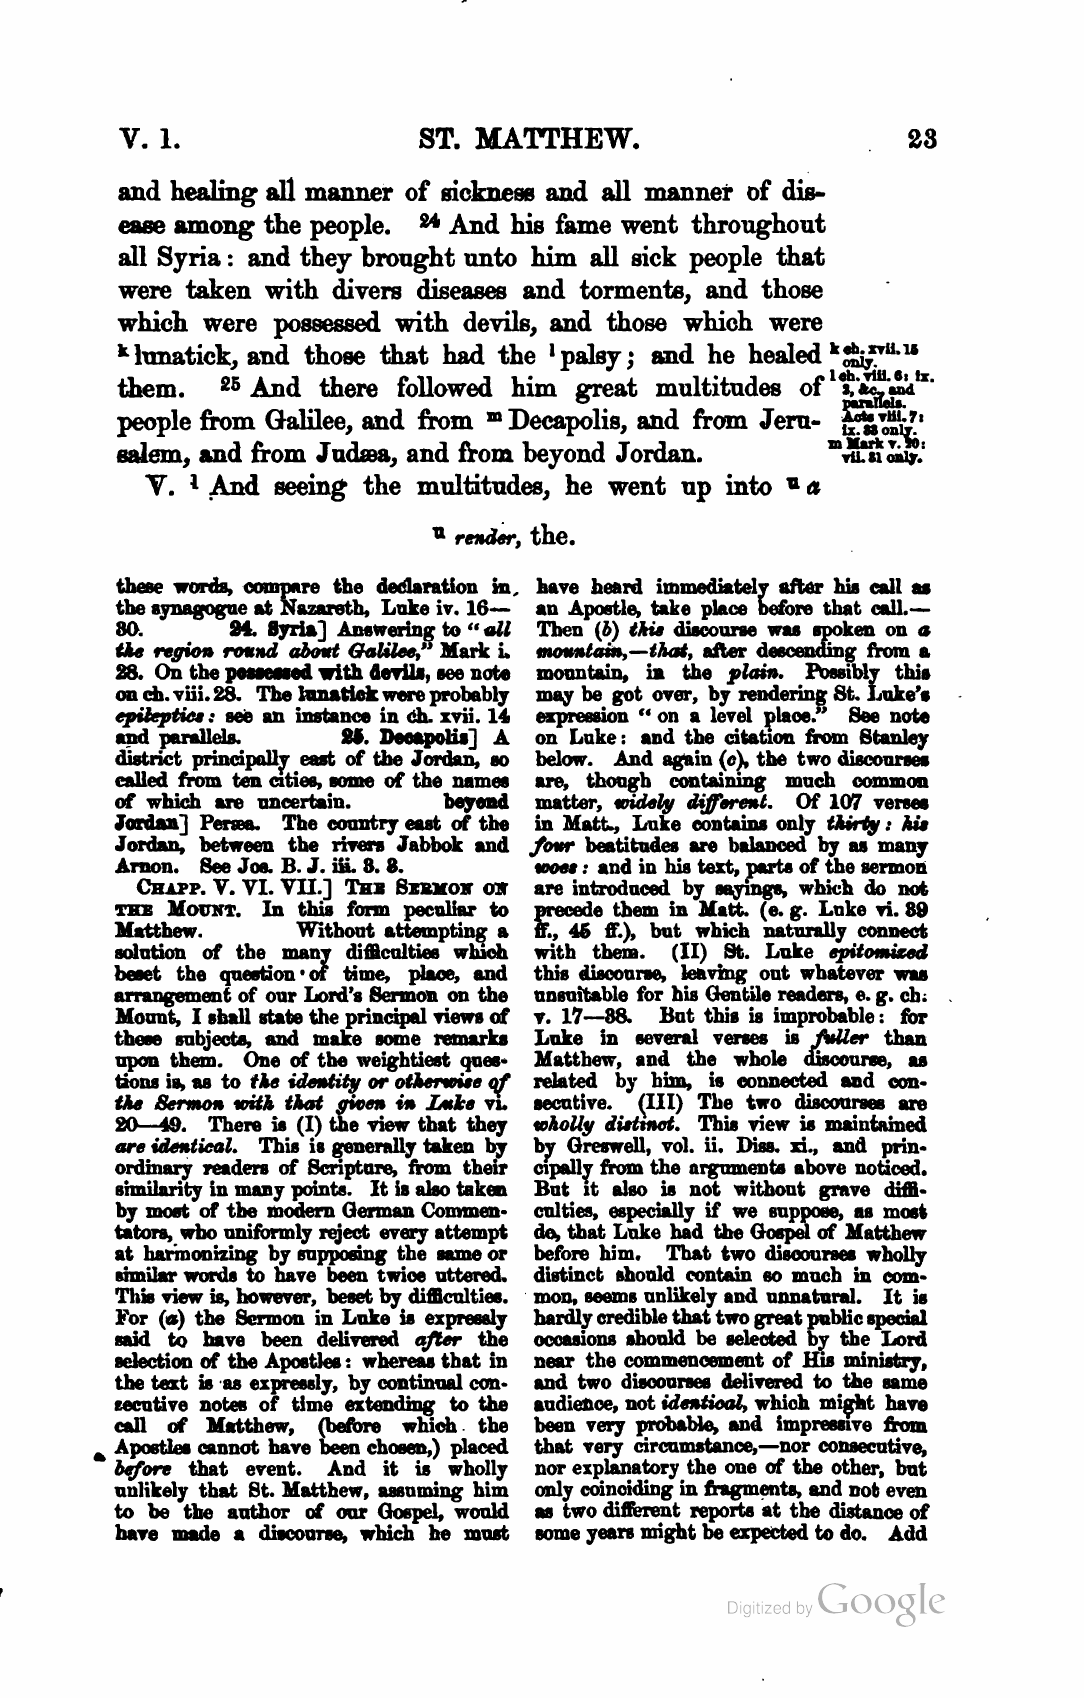 V. 1. ST. MATTHEW. 23
and healing all manner of sickness and all manner of dis-
ease among the people. 24 And his fame went throughout
all Syria : and they brought unto him all sick people that
were taken with divers diseases and torments, and those
which were possessed with devils, and those which were
k lunatick, and those that had the l palsy ; and he healed
them. 25 And there followed him great multitudes of
people from Galilee, and from m Decapolis, and from Jeru-
salem, and from Judæa, and from beyond Jordan.
V. 1 And seeing the multitudes, he went up into u a
k ch. xvii. 15
only.
l ch. viii. 6: ix.
2, &c., and
parallels.
Acts viii. 7:
ix. 33 only.
m Mark v. 20:
vii. 31 only.
u render, the.
these words, compare the declaration in
the synagogue at Nazareth, Luke iv. 16—
30. 24. Syria] Answering to “all
the region round about Galilee,” Mark i.
28. On the possessed with devils, see note
on ch. viii. 28. The lunatick were probably
epileptics : see an instance in ch. xvii. 14
and parallels. 25. Decapolis] A
district principally east of the Jordan, so
called from ten cities, some of the names
of which are uncertain. beyond
Jordan] Peræa. The country east of the
Jordan, between the rivers Jabbok and
Arnon. See Jos. B. J. iii. 3. 3.
CHAPP. V. VI. VII.] THE SERMON ON
THE MOUNT. In this form peculiar to
Matthew. Without attempting a
solution of the many difficulties which
beset the question of time, place, and
arrangement of our Lord's Sermon on the
Mount, I shall state the principal views of
these subjects, and make some remarks
upon them. One of the weightiest ques-
tions is, as to the identity or otherwise of
the Sermon with that given in Luke vi.
20—49. There is (I) the view that they
are identical. This is generally taken by
ordinary readers of Scripture, from their
similarity in many points. It is also taken
by most of the modern German Commen-
tators, who uniformly reject every attempt
at harmonizing by supposing the same or
similar words to have been twice uttered.
This view is, however, beset by difficulties.
For (a) the Sermon in Luke is expressly
said to have been delivered after the
selection of the Apostles : whereas that in
the text is as expressly, by continual con-
secutive notes of time extending to the
call of Matthew, (before which the
Apostles cannot have been chosen,) placed
before that event. And it is wholly
unlikely that St. Matthew, assuming him
to be the author of our Gospel, would
have made a discourse, which he must
have heard immediately after his call as
an Apostle, take place before that call.—
Then (b) this discourse was spoken on a
mountain,—that, after descending from a
mountain, in the plain. Possibly this
may be got over, by rendering St. Luke's
expression “on a level place.” See note
on Luke : and the citation from Stanley
below. And again (c), the two discourses
are, though containing much common
matter, widely different. Of 107 verses
in Matt., Luke contains only thirty : his
four beatitudes are balanced by as many
woes : and in his text, parts of the sermon
are introduced by sayings, which do not
precede them in Matt. (e. g. Luke vi. 39
ff., 45 ff.), but which naturally connect
with them. (II) St. Luke epitomized
this discourse, leaving out whatever was
unsuitable for his Gentile readers, e. g. ch.
v. 17—38. But this is improbable : for
Luke in several verses is fuller than
Matthew, and the whole discourse, as
related by him, is connected and con-
secutive. (III) The two discourses are
wholly distinct. This view is maintained
by Greswell, vol. ii. Diss. xi., and prin-
cipally from the arguments above noticed.
But it also is not without grave diffi-
culties, especially if we suppose, as most
do, that Luke had the Gospel of Matthew
before him. That two discourses wholly
distinct should contain so much in com-
mon, seems unlikely and unnatural. It is
hardly credible that two great public special
occasions should be selected by the Lord
near the commencement of His ministry,
and two discourses delivered to the same
audience, not identical, which might have
been very probable, and impressive from
that very circumstance,—nor consecutive,
nor explanatory the one of the other, but
only coinciding in fragments, and not even
as two different reports at the distance of
some years might be expected to do. Add
Digitized by Google